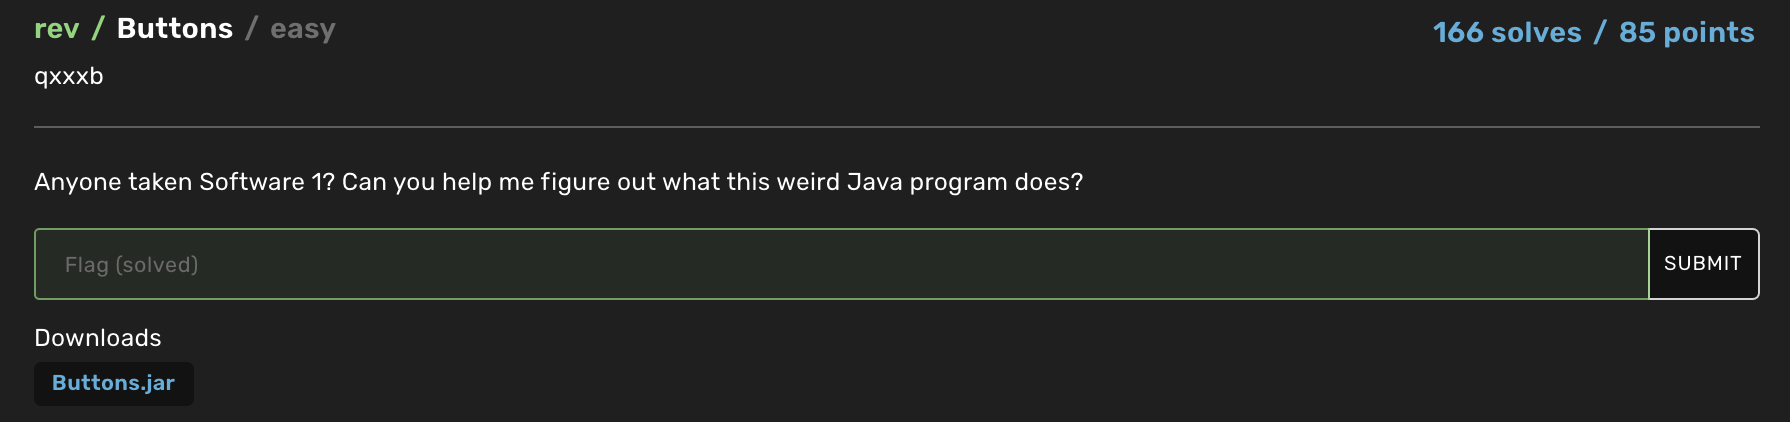 rev / Buttons / easy
166 solves / 85 points
qxxxb
Anyone taken Software 1? Can you help me figure out what this weird Java program does?
Flag (solved)
SUBMIT
Downloads
Buttons.jar